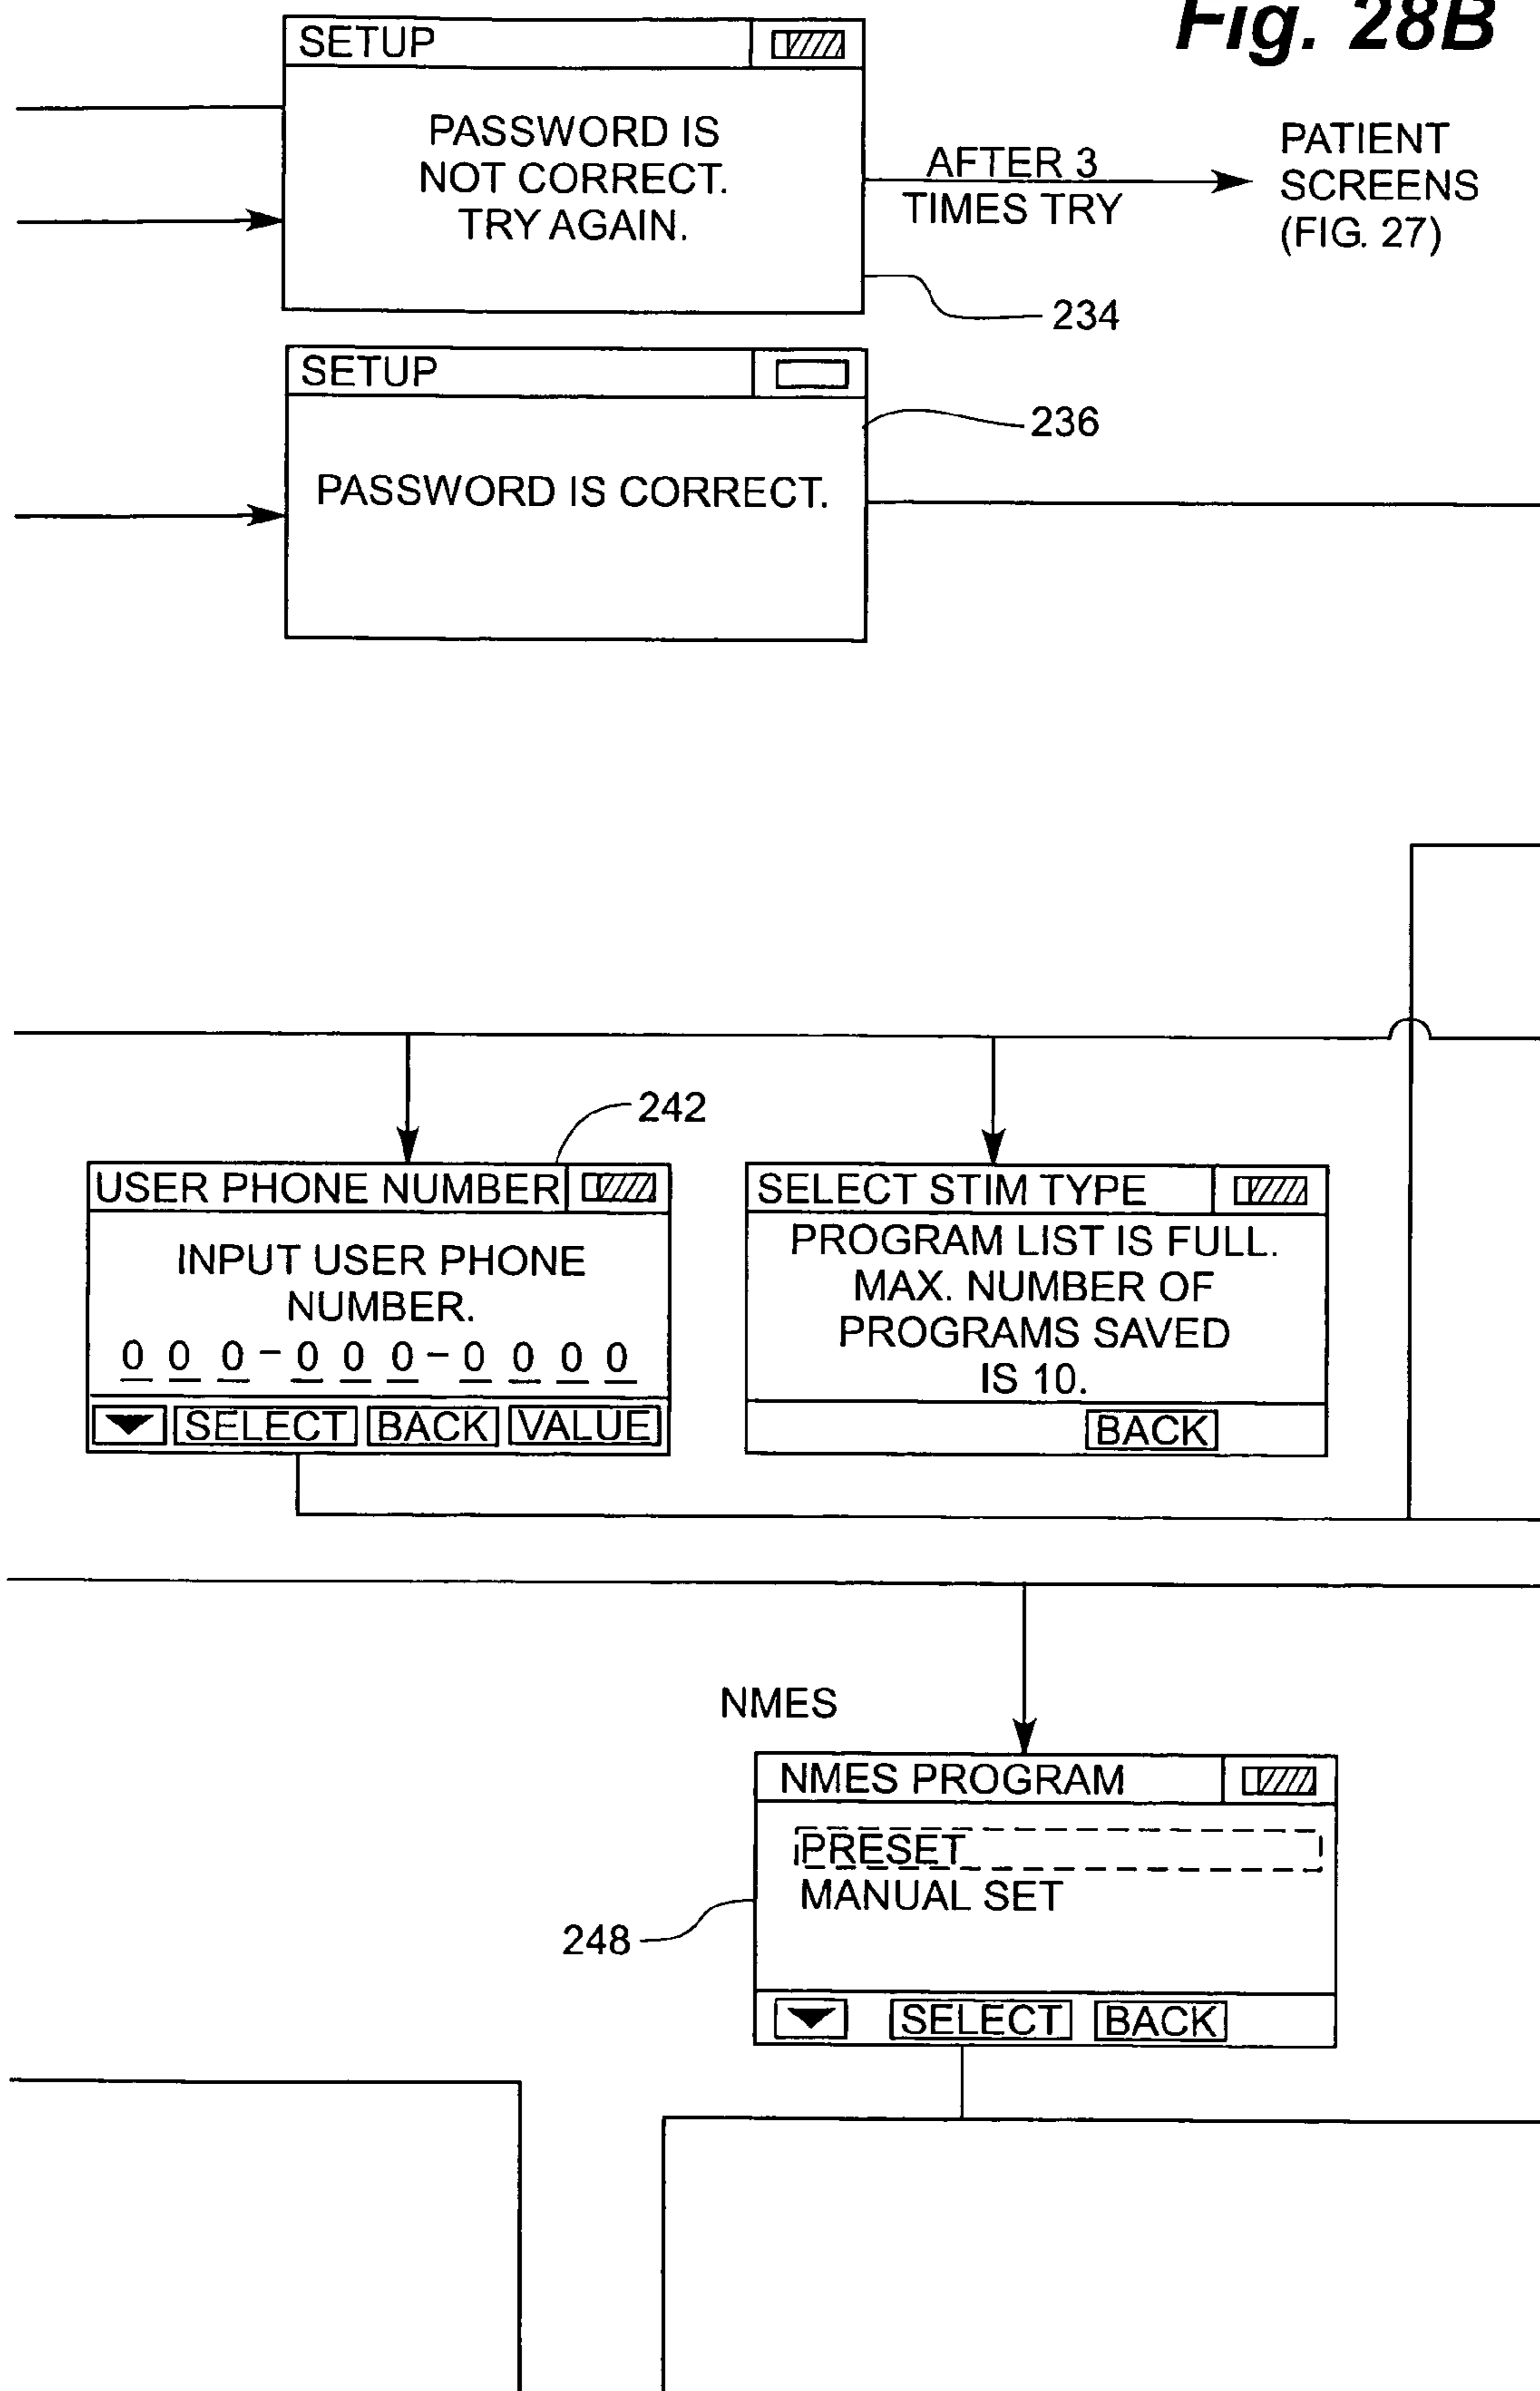 Fig. 28B
SETUP
PASSWORD IS
NOT CORRECT.
TRY AGAIN.
AFTER 3
TIMES TRY
PATIENT
SCREENS
(FIG. 27)
234
SETUP
236
PASSWORD IS CORRECT.
242
USER PHONE NUMBER
INPUT USER PHONE
NUMBER.
0 0 0 - 0 0 0 - 0 0 0 0
SELECT BACK VALUE
SELECT STIM TYPE
PROGRAM LIST IS FULL.
MAX. NUMBER OF
PROGRAMS SAVED
IS 10.
BACK
NMES
NMES PROGRAM
PRESET
MANUAL SET
248
SELECT BACK